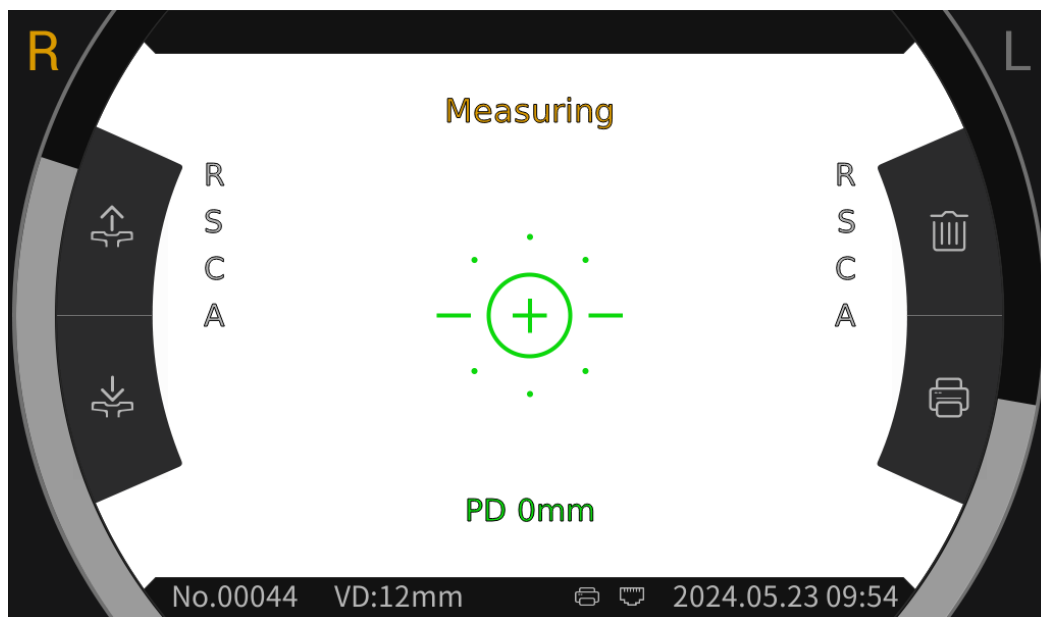 R L
Measuring
R R
S S
C C
A A
PD 0mm
No.00044 VD:12mm 2024.05.23 09:54